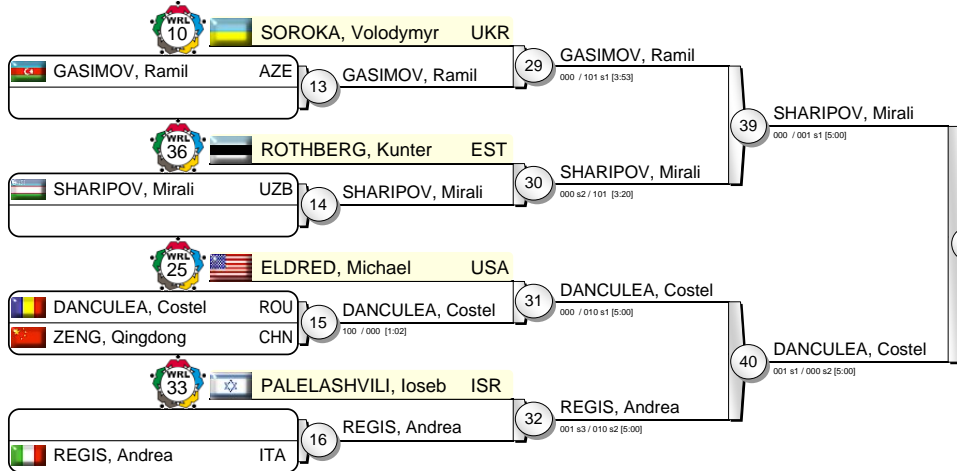 WRL
10
SOROKA, Volodymyr UKR
GASIMOV, Ramil AZE
13
GASIMOV, Ramil
29
GASIMOV, Ramil
000 / 101 s1 [3:53]
39
SHARIPOV, Mirali
000 / 001 s1 [5:00]
WRL
36
ROTHBERG, Kunter EST
SHARIPOV, Mirali UZB
14
SHARIPOV, Mirali
30
SHARIPOV, Mirali
000 s2 / 101 [3:20]
WRL
25
ELDRED, Michael USA
DANCULEA, Costel ROU
ZENG, Qingdong CHN
15
DANCULEA, Costel
100 / 000 [1:02]
31
DANCULEA, Costel
000 / 010 s1 [5:00]
40
DANCULEA, Costel
001 s1 / 000 s2 [5:00]
WRL
33
PALELASHVILI, Ioseb ISR
REGIS, Andrea ITA
16
REGIS, Andrea
32
REGIS, Andrea
001 s3 / 010 s2 [5:00]